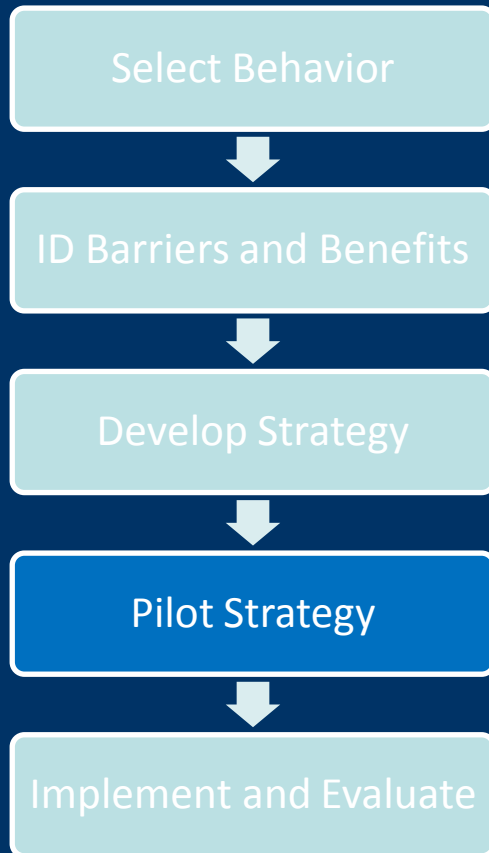 Select Behavior
ID Barriers and Benefits
Develop Strategy
Pilot Strategy
Implement and Evaluate